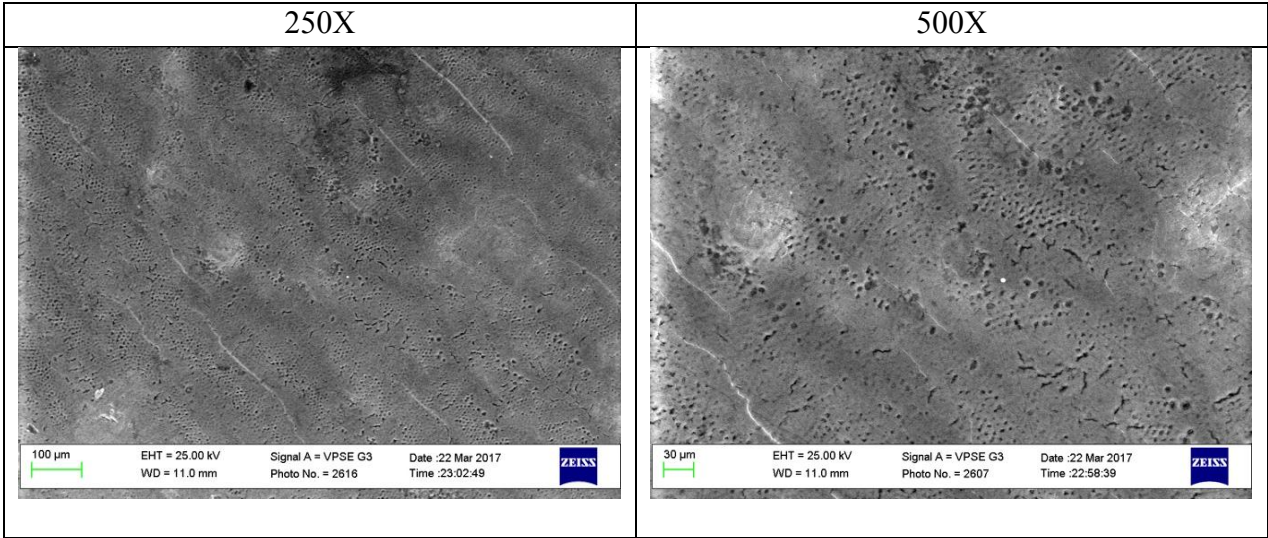 250X
500X
100 µm
EHT = 25.00 kV
Signal A = VPSE G3
Date :22 Mar 2017
WD = 11.0 mm
Photo No. = 2616
Time :23:02:49
ZEISS
30 µm
EHT = 25.00 kV
Signal A = VPSE G3
Date :22 Mar 2017
WD = 11.0 mm
Photo No. = 2607
Time :22:58:39
ZEISS